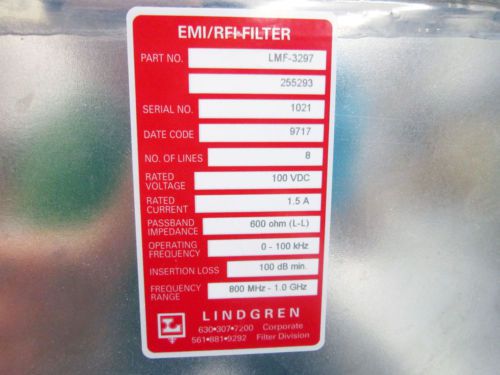 EMI/RFI FILTER
PART NO. LMF-3297
255293
SERIAL NO. 1021
DATE CODE 9717
NO. OF LINES 8
RATED VOLTAGE 100 VDC
RATED CURRENT 1.5 A
PASSBAND IMPEDANCE 600 ohm (L-L)
OPERATING FREQUENCY 0 - 100 kHz
INSERTION LOSS 100 dB min.
FREQUENCY RANGE 800 MHz - 1.0 GHz
L LINDGREN
630•307•7200 Corporate
561•881•9292 Filter Division